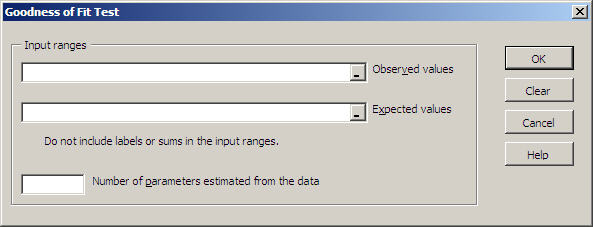 Goodness of Fit Test
Input ranges
Observed values
Expected values
Do not include labels or sums in the input ranges.
Number of parameters estimated from the data
OK
Clear
Cancel
Help